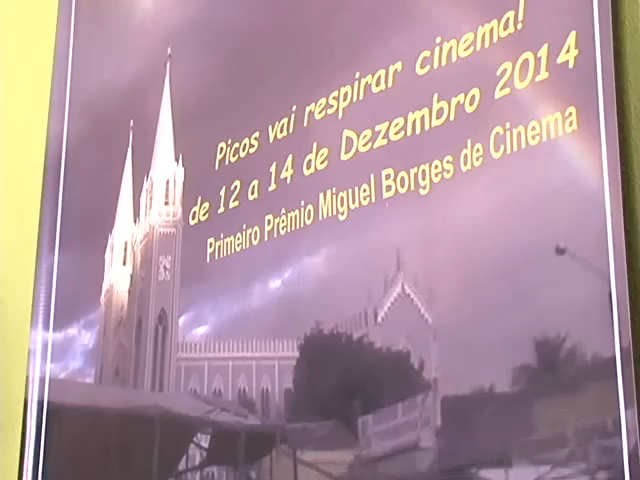 Picos vai respirar cinema!
de 12 a 14 de Dezembro 2014
Primeiro Prêmio Miguel Borges de Cinema